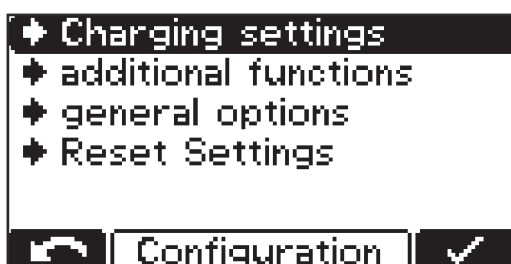 Charging settings
additional functions
general options
Reset Settings
Configuration